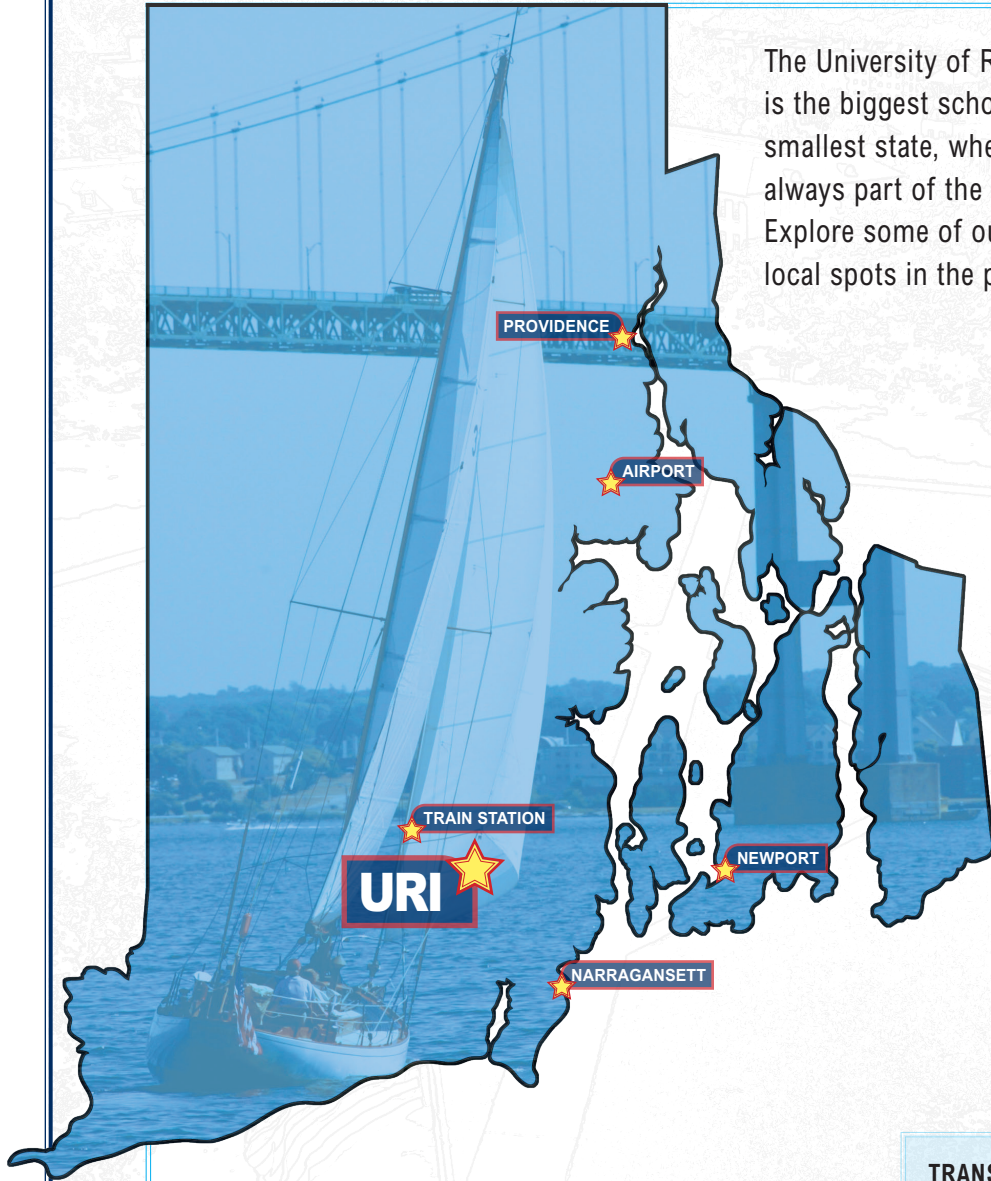 The University of R
is the biggest scho
smallest state, whe
always part of the
Explore some of ou
local spots in the p
PROVIDENCE
AIRPORT
TRAIN STATION
URI
NEWPORT
NARRAGANSETT
TRANS